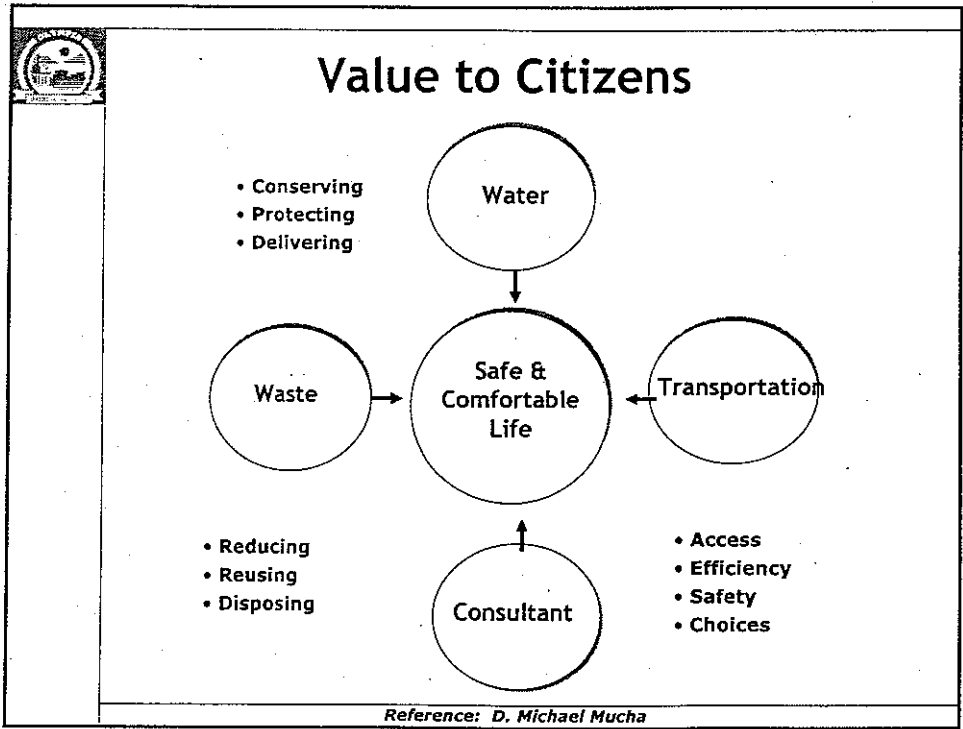 Value to Citizens
• Conserving
• Protecting
• Delivering
Water
Waste
Safe &
Comfortable
Life
Transportation
• Reducing
• Reusing
• Disposing
Consultant
• Access
• Efficiency
• Safety
• Choices
Reference: D. Michael Mucha